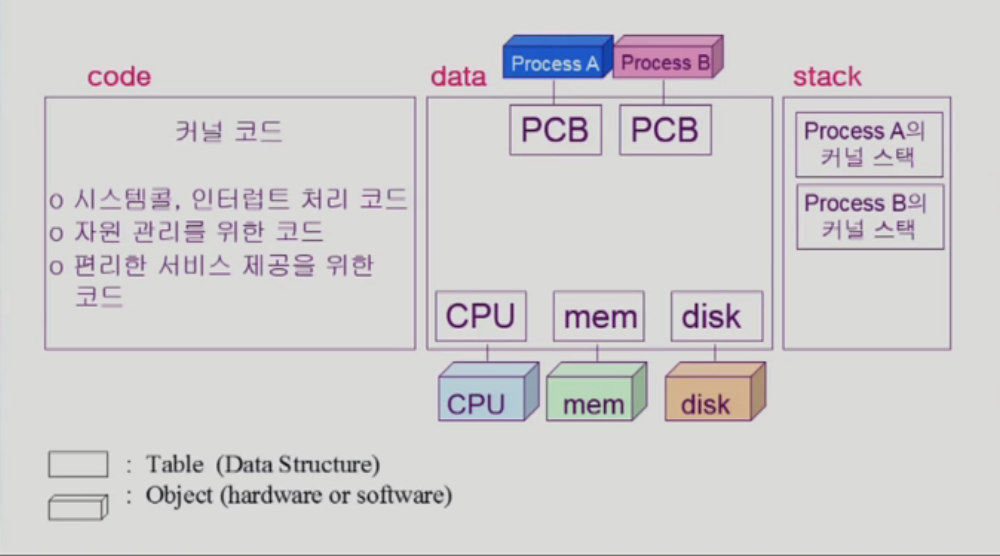 code
data
stack
Process A
Process B
커널 코드
o 시스템콜, 인터럽트 처리 코드
o 자원 관리를 위한 코드
o 편리한 서비스 제공을 위한
코드
PCB
PCB
CPU
mem
disk
CPU
mem
disk
Process A의
커널 스택
Process B의
커널 스택
: Table (Data Structure)
: Object (hardware or software)